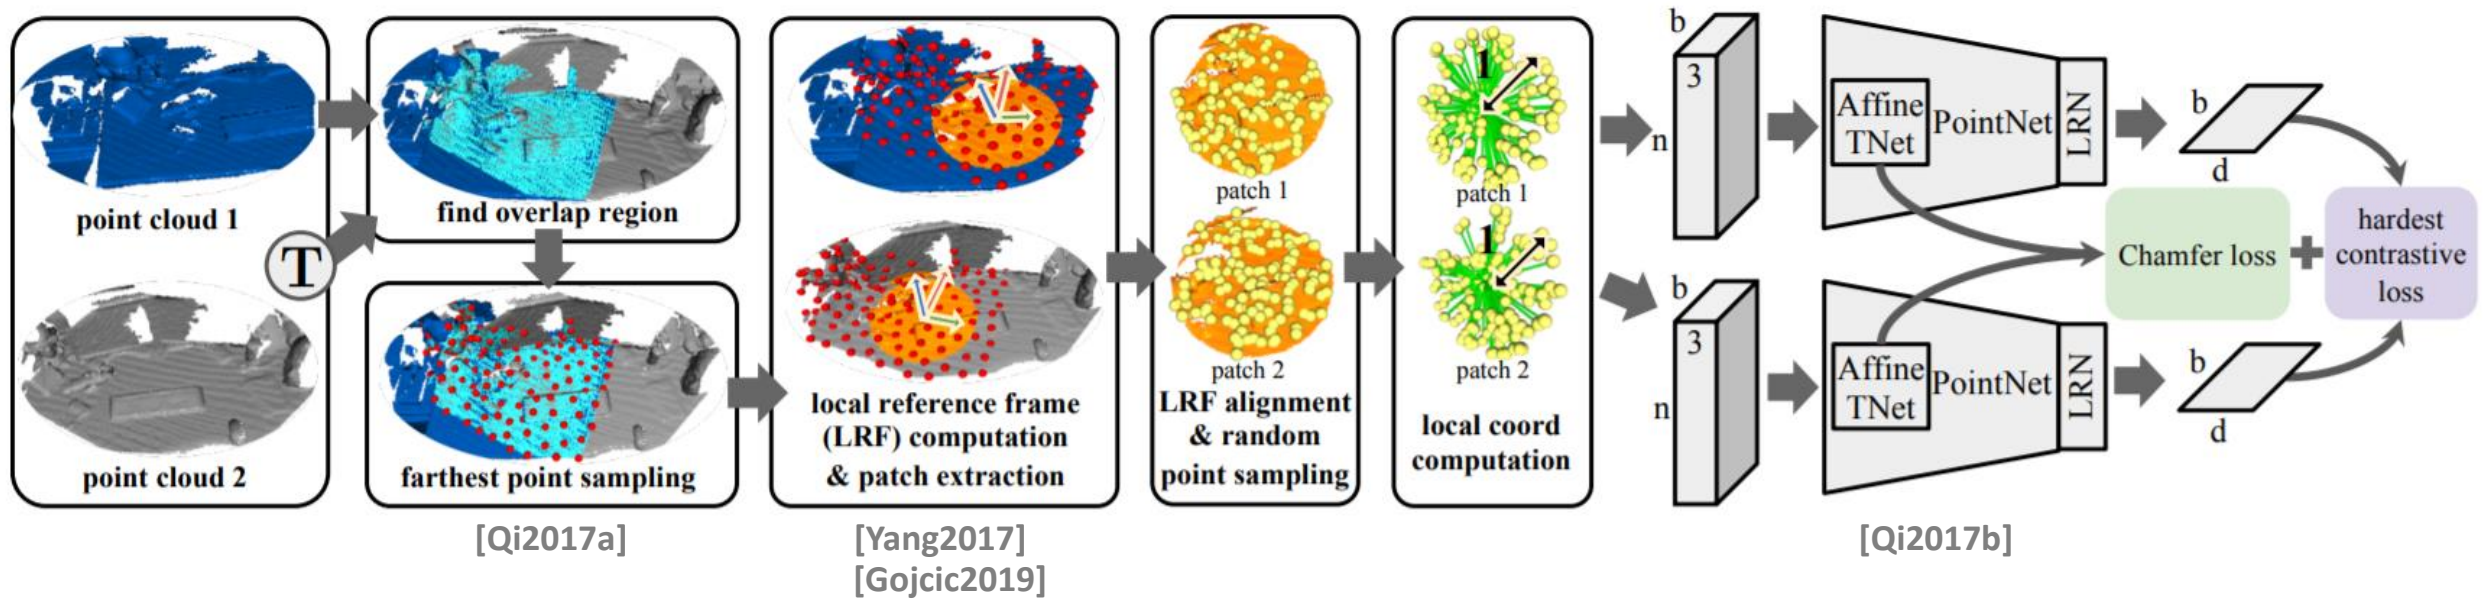 point cloud 1
T
point cloud 2
find overlap region
farthest point sampling
[Qi2017a]
local reference frame
(LRF) computation
& patch extraction
[Yang2017]
[Gojcic2019]
patch 1
patch 2
LRF alignment
& random
point sampling
1
patch 1
1
patch 2
local coord
computation
b
3
n
Affine
TNet
PointNet
LRN
b
d
b
3
n
Affine
TNet
PointNet
LRN
b
d
[Qi2017b]
Chamfer loss
+
hardest
contrastive
loss